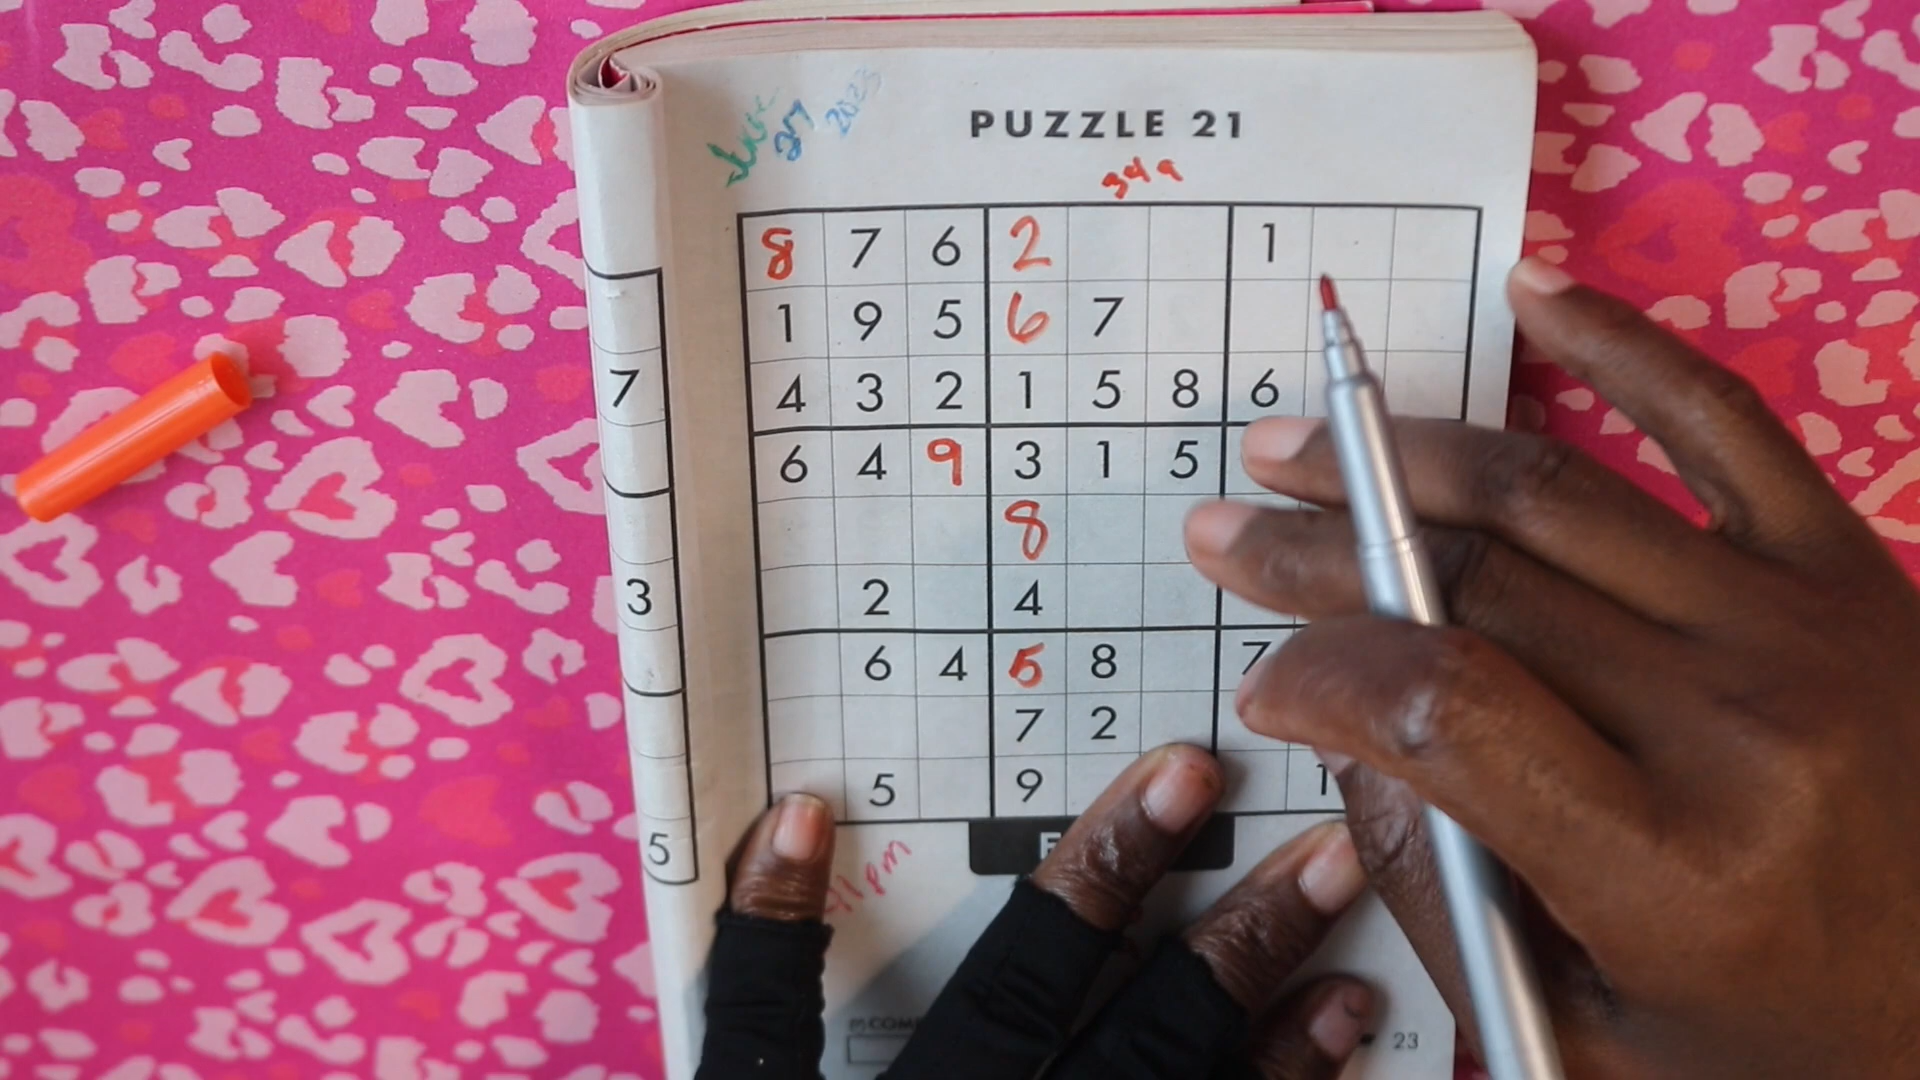 June
27
2023
PUZZLE 21
349
8 7 6 2 1
1 9 5 6 7
7 4 3 2 1 5 8 6
6 4 9 3 1 5
8
3 2 4
6 4 5 8 7
7 2
5 5 9 1
pm
23